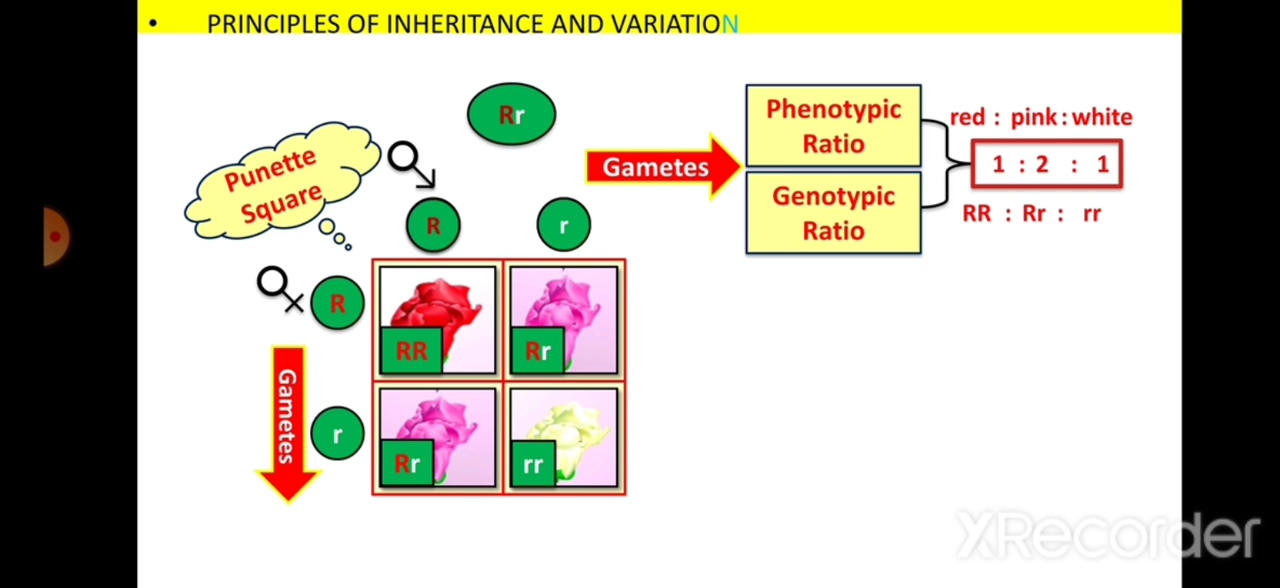 • PRINCIPLES OF INHERITANCE AND VARIATION
Rr
Punette
Square
Gametes
Phenotypic
Ratio
Genotypic
Ratio
red : pink : white
1 : 2 : 1
RR : Rr : rr
R
r
R
RR
Rr
Gametes
r
Rr
rr
XRecorder